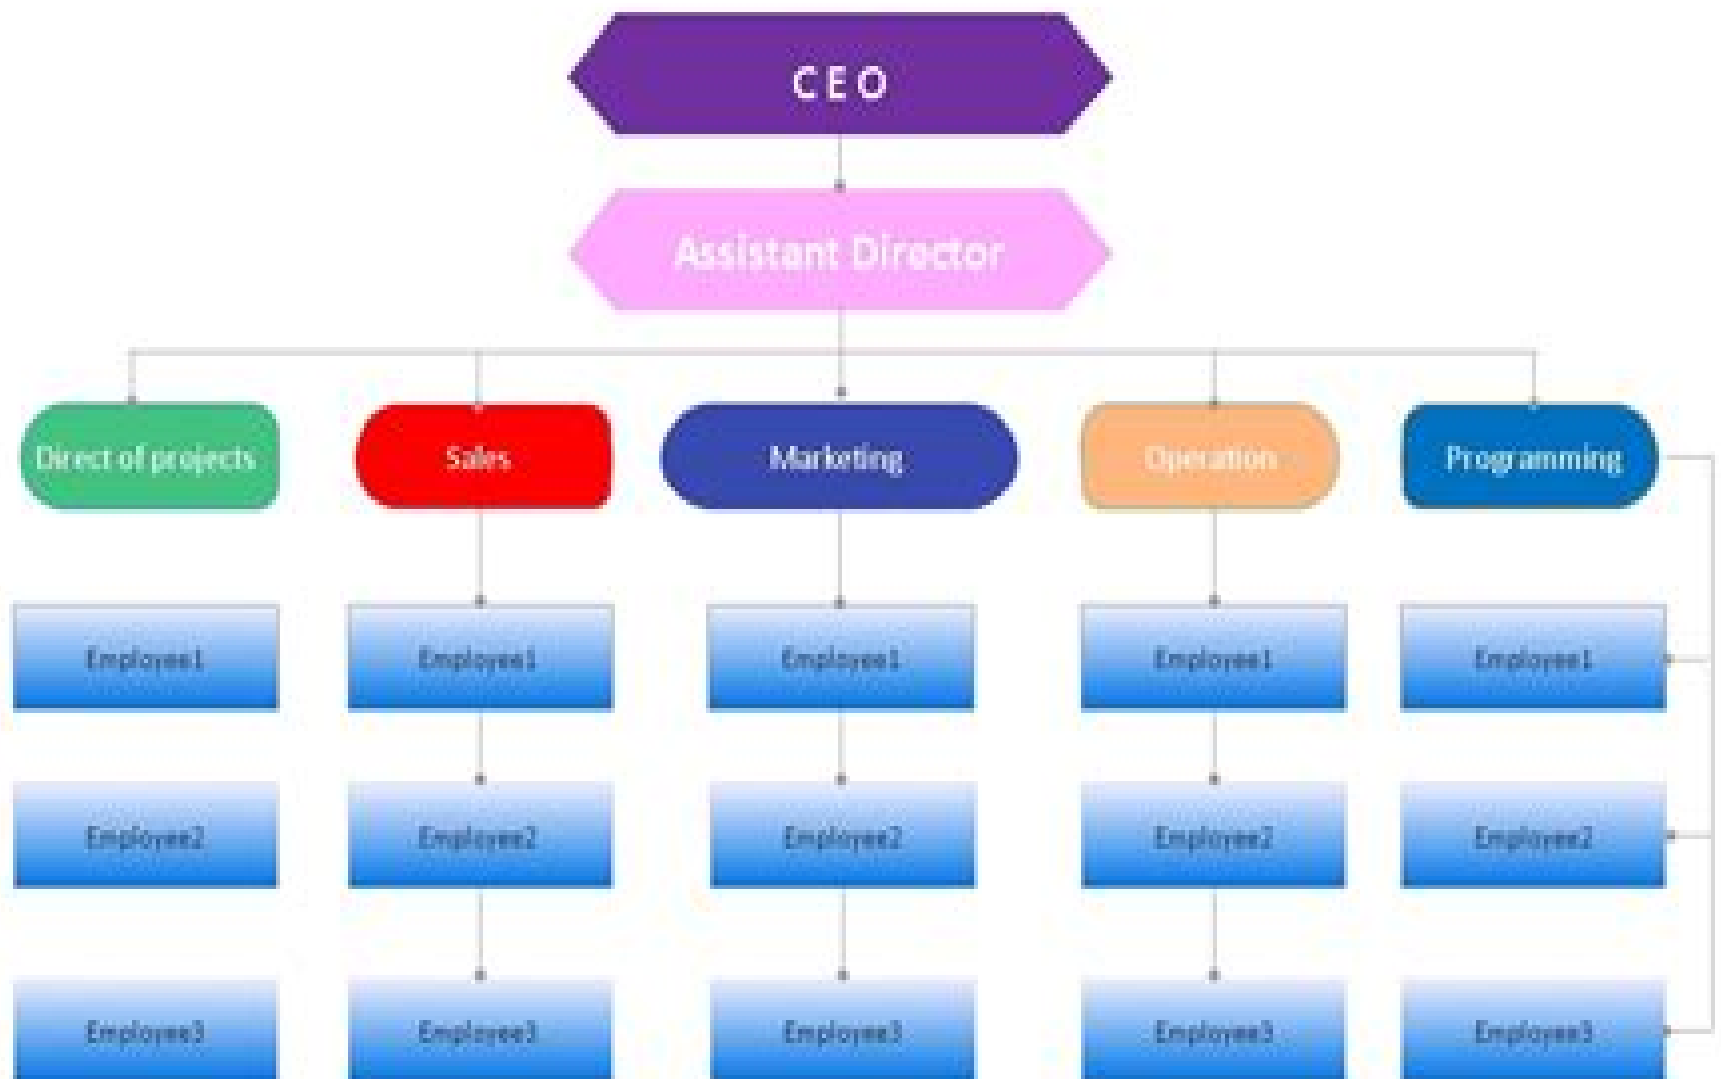 CEO
Assistant Director
Direct of projects
Sales
Marketing
Operation
Programming
Employee1
Employee1
Employee1
Employee1
Employee1
Employee2
Employee2
Employee2
Employee2
Employee2
Employee3
Employee3
Employee3
Employee3
Employee3